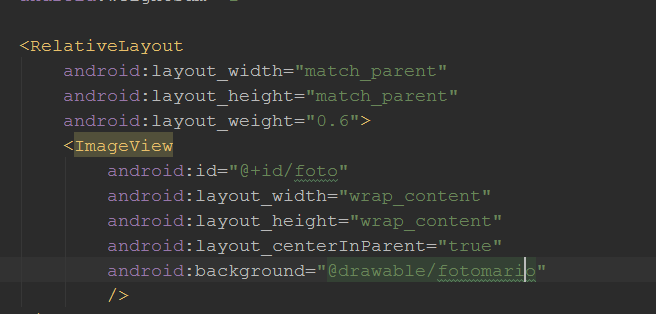 <RelativeLayout
android:layout_width="match_parent"
android:layout_height="match_parent"
android:layout_weight="0.6">
<ImageView
android:id="@+id/foto"
android:layout_width="wrap_content"
android:layout_height="wrap_content"
android:layout_centerInParent="true"
android:background="@drawable/fotomario"
/>